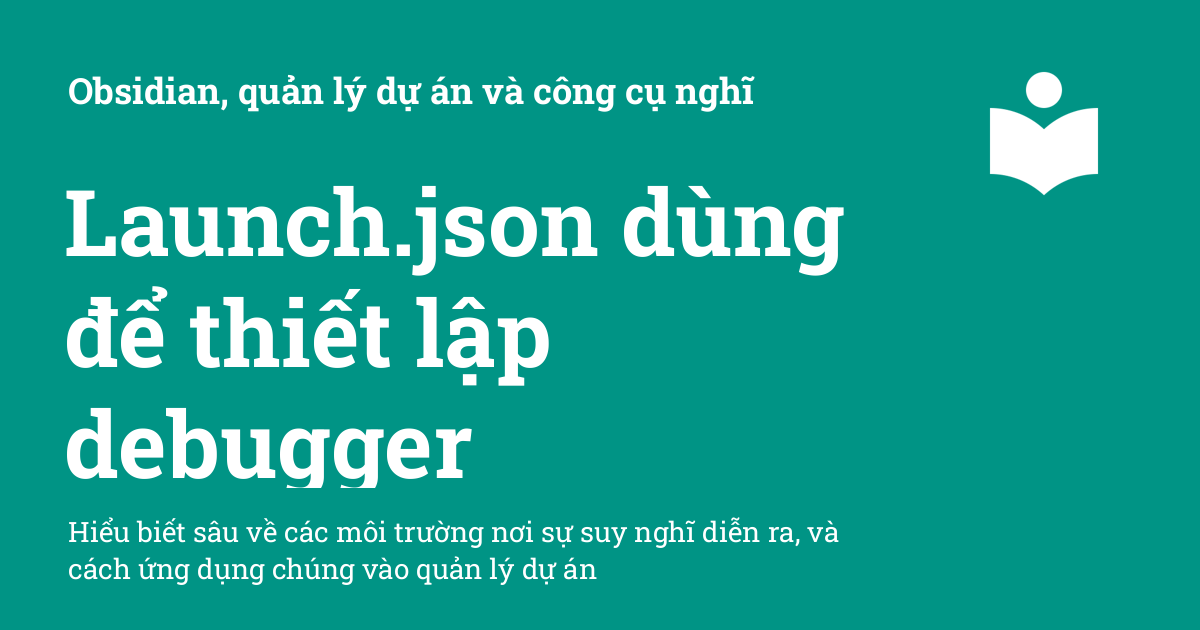 Obsidian, quản lý dự án và công cụ nghĩ
Launch.json dùng
để thiết lập
debugger
Hiểu biết sâu về các môi trường nơi sự suy nghĩ diễn ra, và
cách ứng dụng chúng vào quản lý dự án